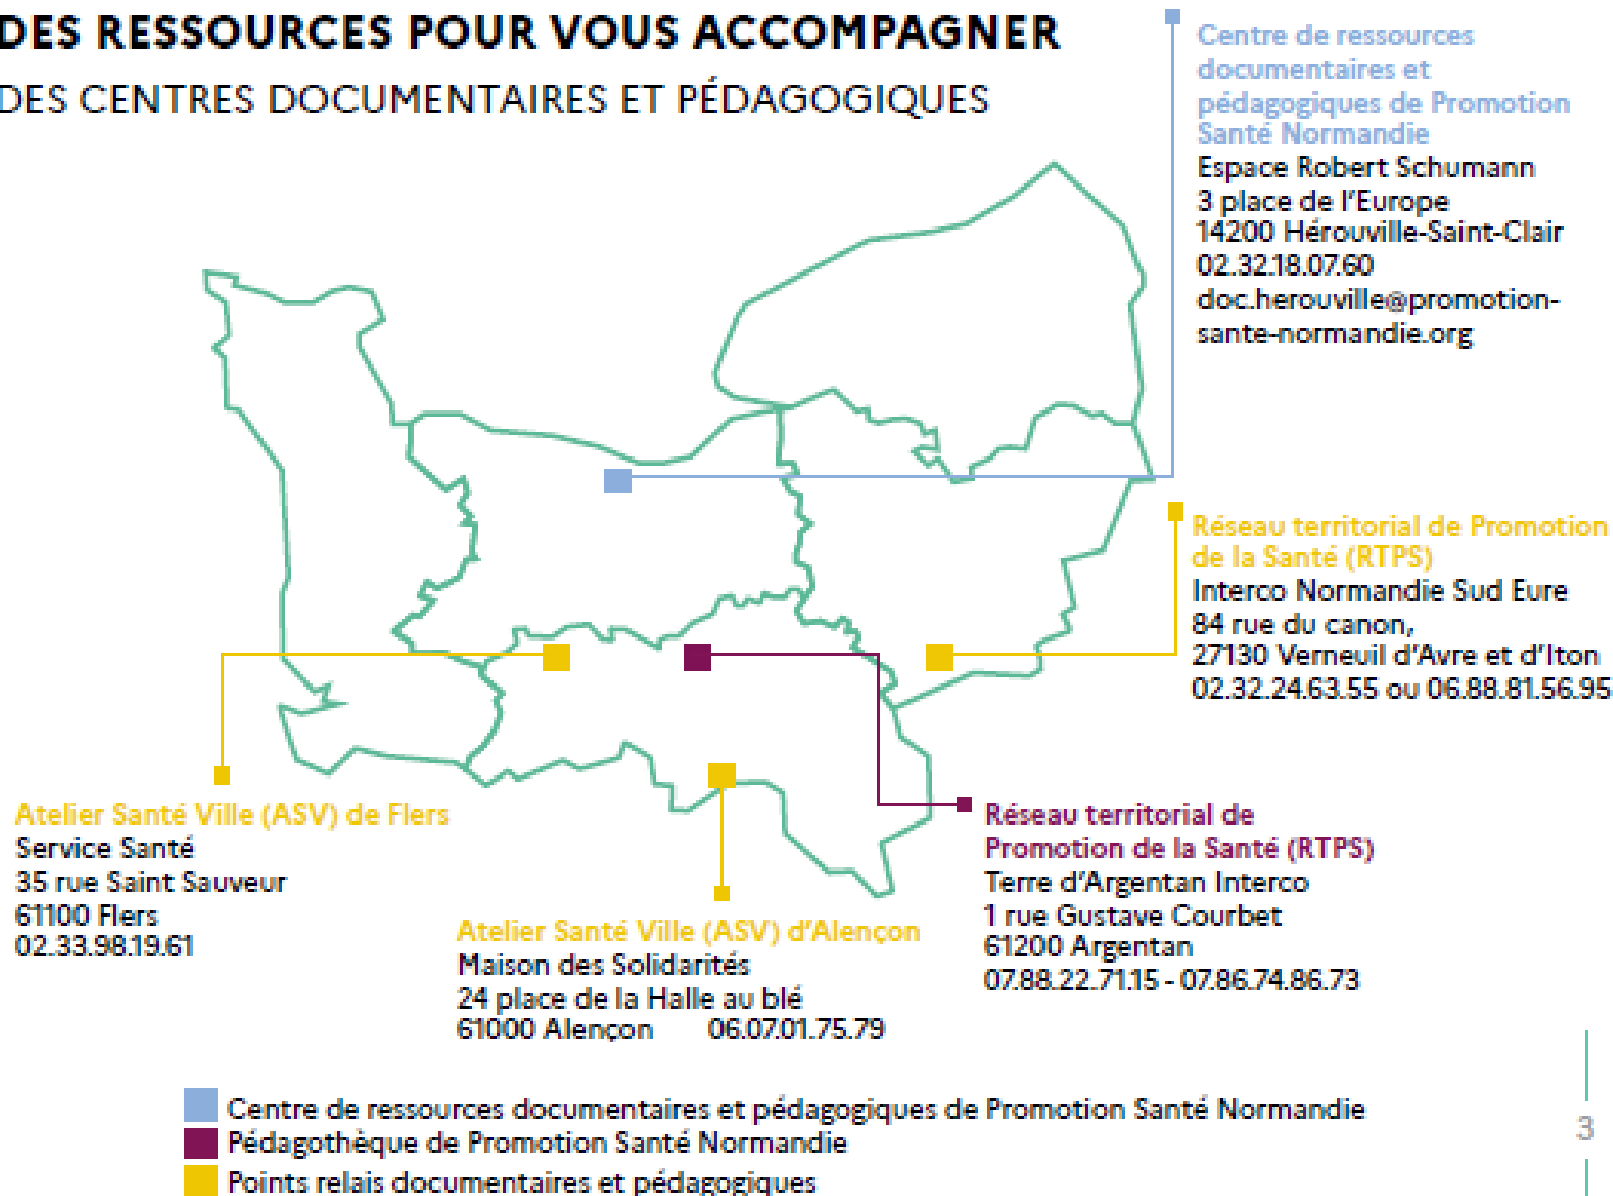 DES RESSOURCES POUR VOUS ACCOMPAGNER
DES CENTRES DOCUMENTAIRES ET PÉDAGOGIQUES
Centre de ressources
documentaires et
pédagogiques de Promotion
Santé Normandie
Espace Robert Schumann
3 place de l'Europe
14200 Hérouville-Saint-Clair
02.32.18.07.60
doc.herouville@promotion-
sante-normandie.org
Réseau territorial de Promotion
de la Santé (RTPS)
Interco Normandie Sud Eure
84 rue du canon,
27130 Verneuil d'Avre et d'Iton
02.32.24.63.55 ou 06.88.81.56.95
Atelier Santé Ville (ASV) de Flers
Service Santé
35 rue Saint Sauveur
61100 Flers
02.33.98.19.61
Atelier Santé Ville (ASV) d'Alençon
Maison des Solidarités
24 place de la Halle au blé
61000 Alençon 06.07.01.75.79
Réseau territorial de
Promotion de la Santé (RTPS)
Terre d'Argentan Interco
1 rue Gustave Courbet
61200 Argentan
07.88.22.71.15 - 07.86.74.86.73
Centre de ressources documentaires et pédagogiques de Promotion Santé Normandie
Pédagothèque de Promotion Santé Normandie
Points relais documentaires et pédagogiques
3